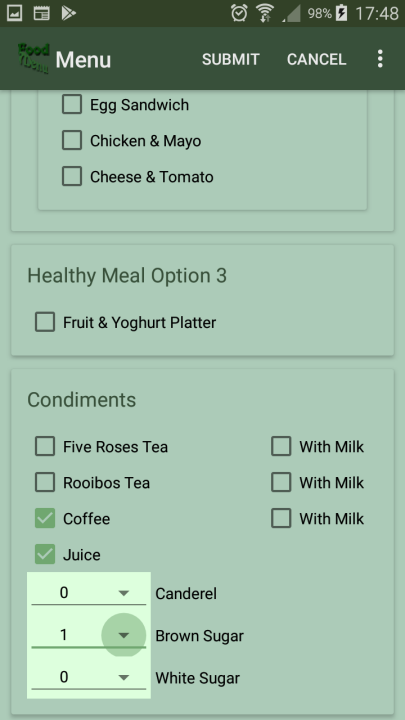 98% 17:48
Food Menu Menu SUBMIT CANCEL
Egg Sandwich
Chicken & Mayo
Cheese & Tomato
Healthy Meal Option 3
Fruit & Yoghurt Platter
Condiments
Five Roses Tea With Milk
Rooibos Tea With Milk
Coffee With Milk
Juice
0 Canderel
1 Brown Sugar
0 White Sugar